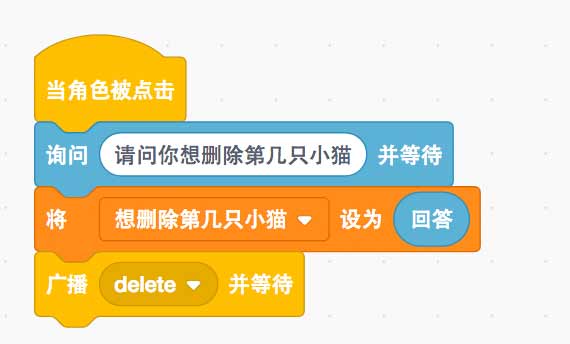 当角色被点击
询问 请问你想删除第几只小猫 并等待
将 想删除第几只小猫 设为 回答
广播 delete 并等待